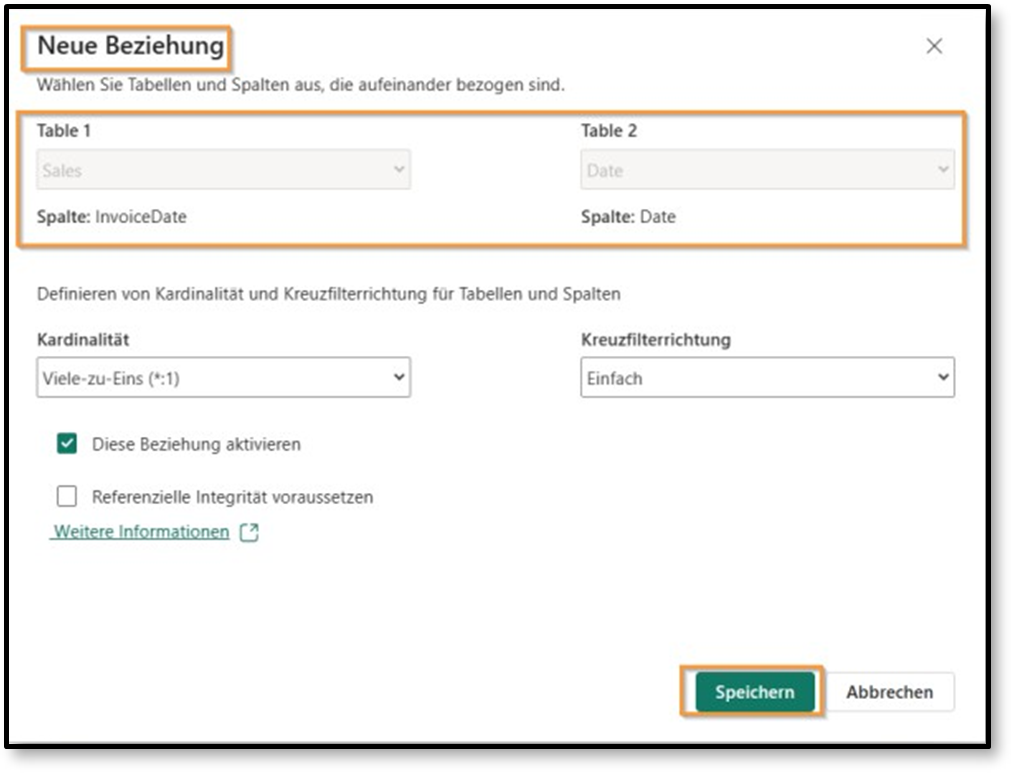 Neue Beziehung
Wählen Sie Tabellen und Spalten aus, die aufeinander bezogen sind.
Table 1
Table 2
Sales
Date
Spalte: InvoiceDate
Spalte: Date
Definieren von Kardinalität und Kreuzfilterrichtung für Tabellen und Spalten
Kardinalität
Kreuzfilterrichtung
Viele-zu-Eins (*:1)
Einfach
Diese Beziehung aktivieren
Referenzielle Integrität voraussetzen
Weitere Informationen
Speichern
Abbrechen